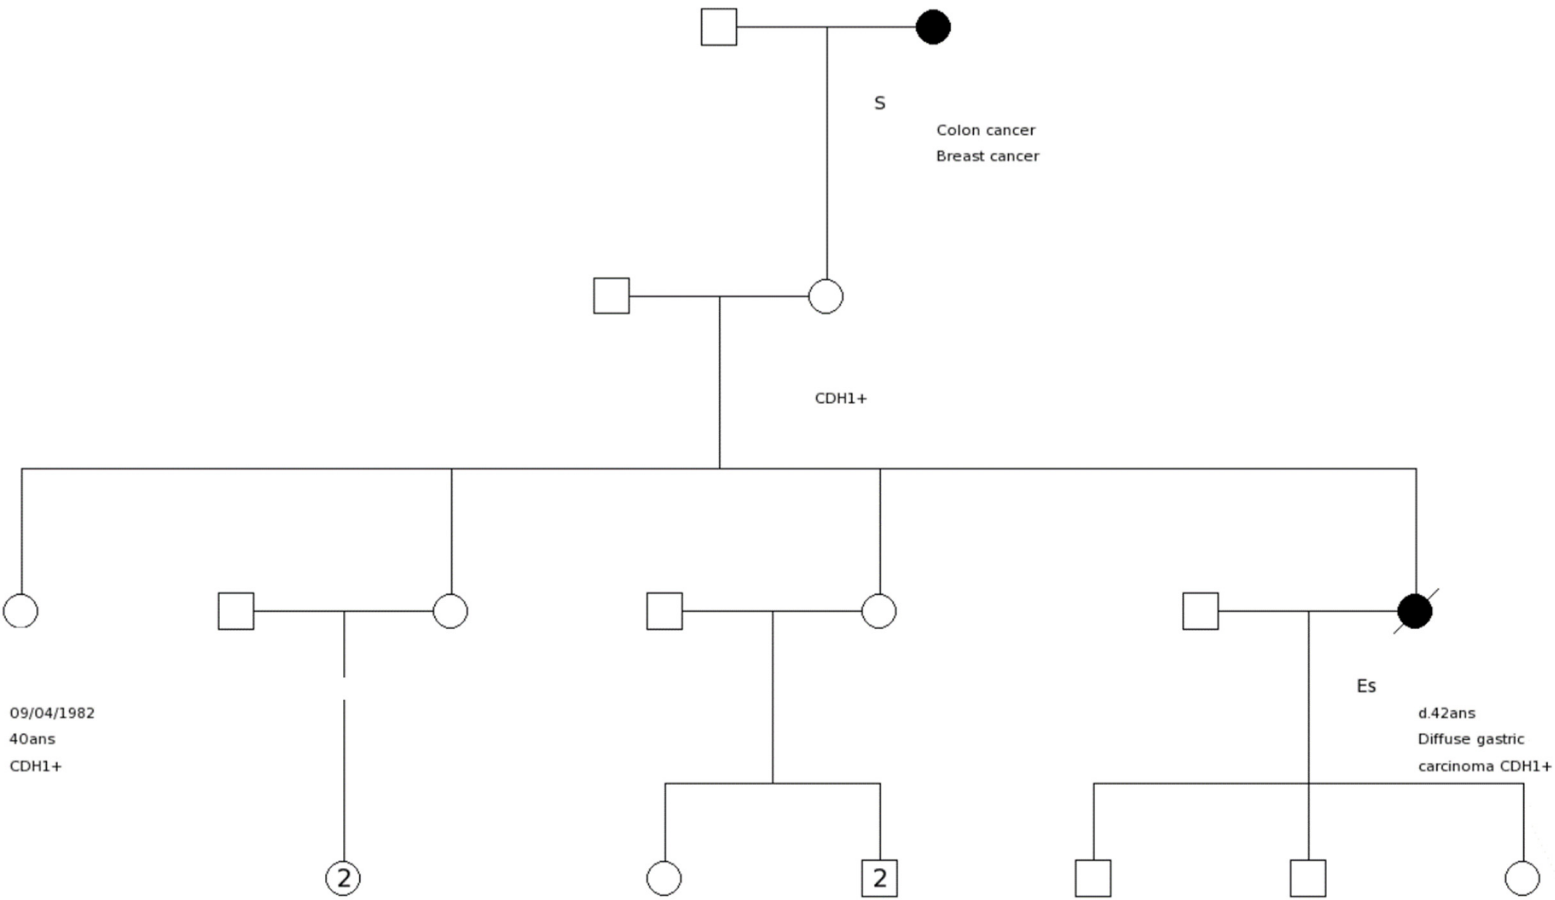 S
Colon cancer
Breast cancer
CDH1+
Es
09/04/1982
40ans
CDH1+
d.42ans
Diffuse gastric
carcinoma CDH1+
2
2